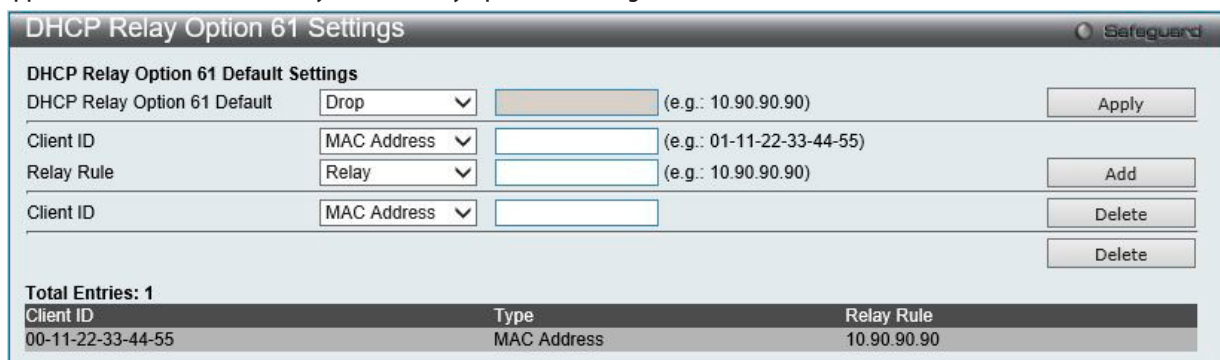 DHCP Relay Option 61 Settings
Safeguard
DHCP Relay Option 61 Default Settings
DHCP Relay Option 61 Default Drop (e.g.: 10.90.90.90) Apply
Client ID MAC Address (e.g.: 01-11-22-33-44-55)
Relay Rule Relay (e.g.: 10.90.90.90) Add
Client ID MAC Address Delete
Delete
Total Entries: 1
Client ID Type Relay Rule
00-11-22-33-44-55 MAC Address 10.90.90.90